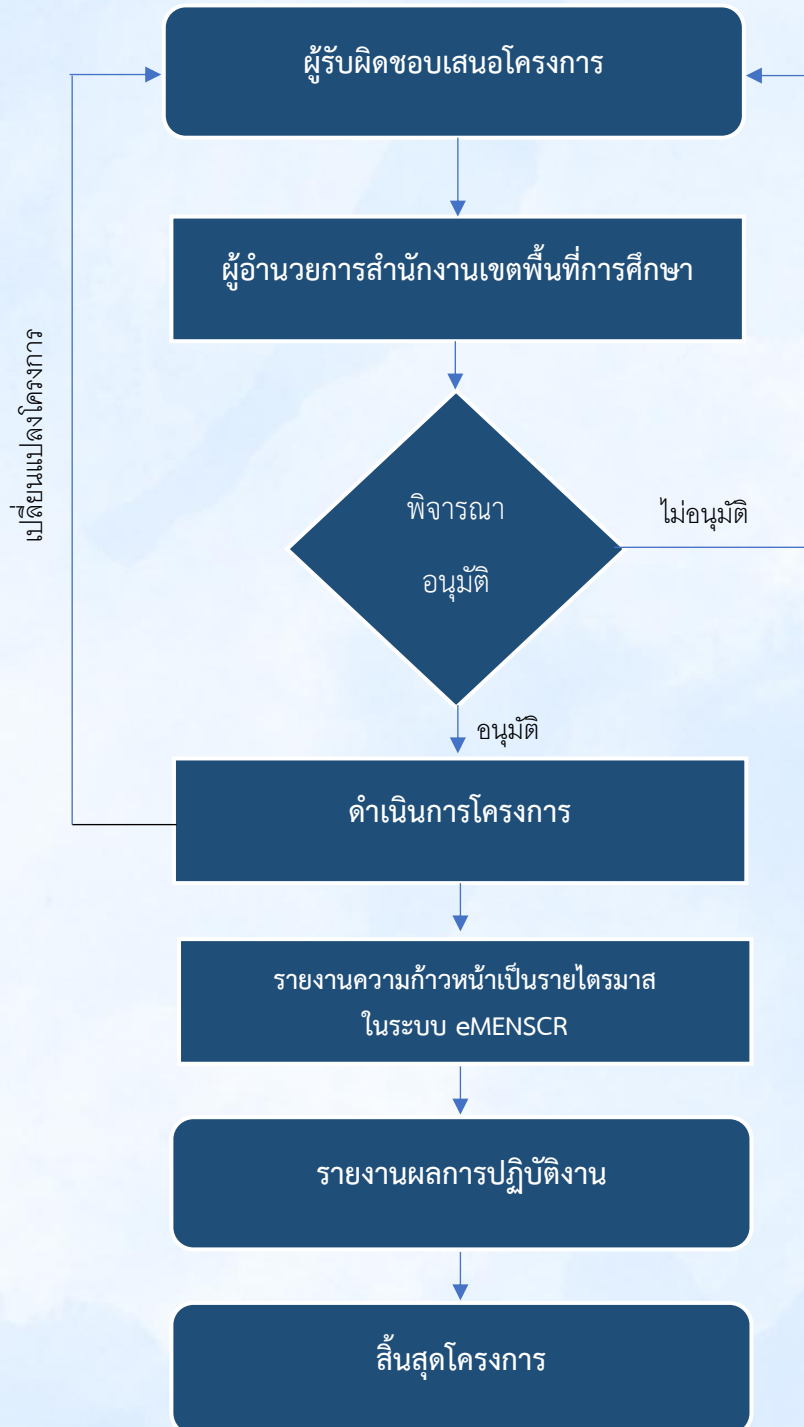 ผู้รับผิดชอบเสนอโครงการ
ผู้อำนวยการสำนักงานเขตพื้นที่การศึกษา
เปลี่ยนแปลงโครงการ
พิจารณา
อนุมัติ
ไม่อนุมัติ
อนุมัติ
ดำเนินการโครงการ
รายงานความก้าวหน้าเป็นรายไตรมาส
ในระบบ eMENSCR
รายงานผลการปฏิบัติงาน
สิ้นสุดโครงการ